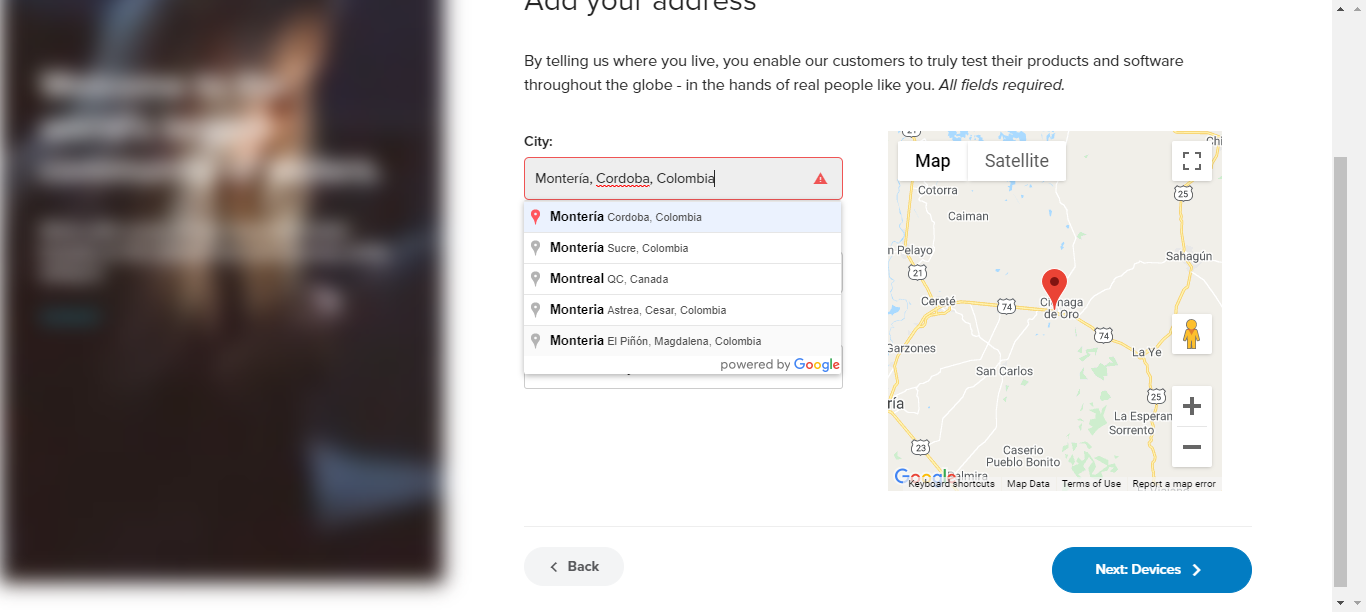 Add your address
By telling us where you live, you enable our customers to truly test their products and software
throughout the globe - in the hands of real people like you. All fields required.
City:
Montería, Cordoba, Colombia
Montería Cordoba, Colombia
Montería Sucre, Colombia
Montreal QC, Canada
Monteria Astrea, Cesar, Colombia
Monteria El Piñón, Magdalena, Colombia
powered by Google
Map Satellite
21
25
Cotorra
Caiman
n Pelayo
Sahagún
21
Cereté
74
de Oro
74
Garzones
La Ye
San Carlos
25
ría
La Esperan
Sorrento
23
Caserio
Pueblo Bonito
Google
Keyboard shortcuts Map Data Terms of Use Report a map error
Back
Next: Devices